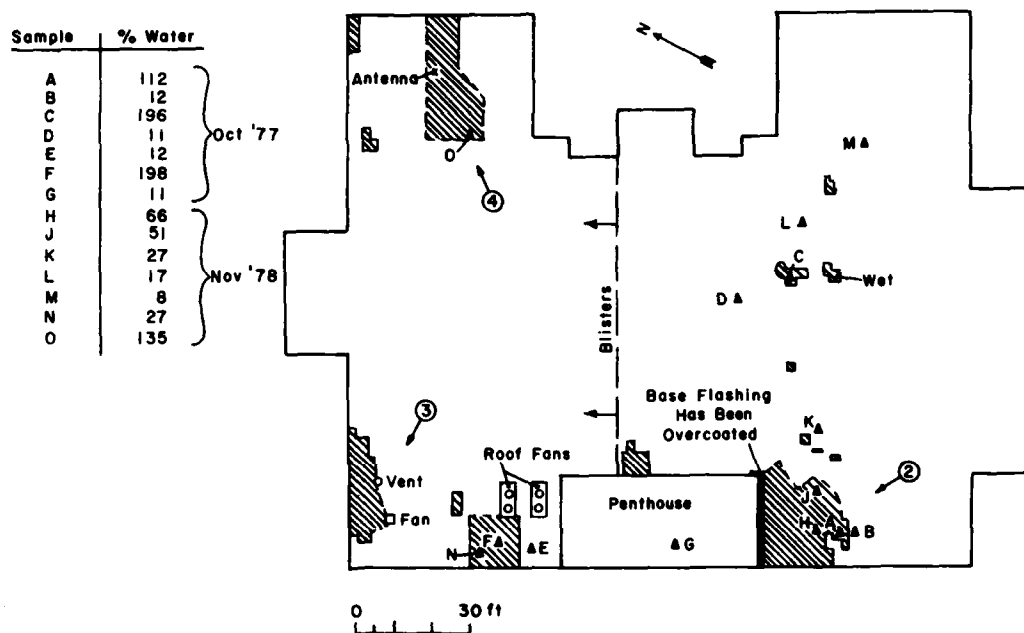 Sample % Water
A 112
B 12
C 196
D 11
E 12
F 198
G 11
Oct '77
H 66
J 51
K 27
L 17
M 8
N 27
O 135
Nov '78
N
Antenna
O
④
M
L
C
Wet
D
Blisters
Base Flashing
Has Been
Overcoated
K
③
Roof Fans
②
Vent
Penthouse
J
Fan
H A B
F
N E G
0 30 ft